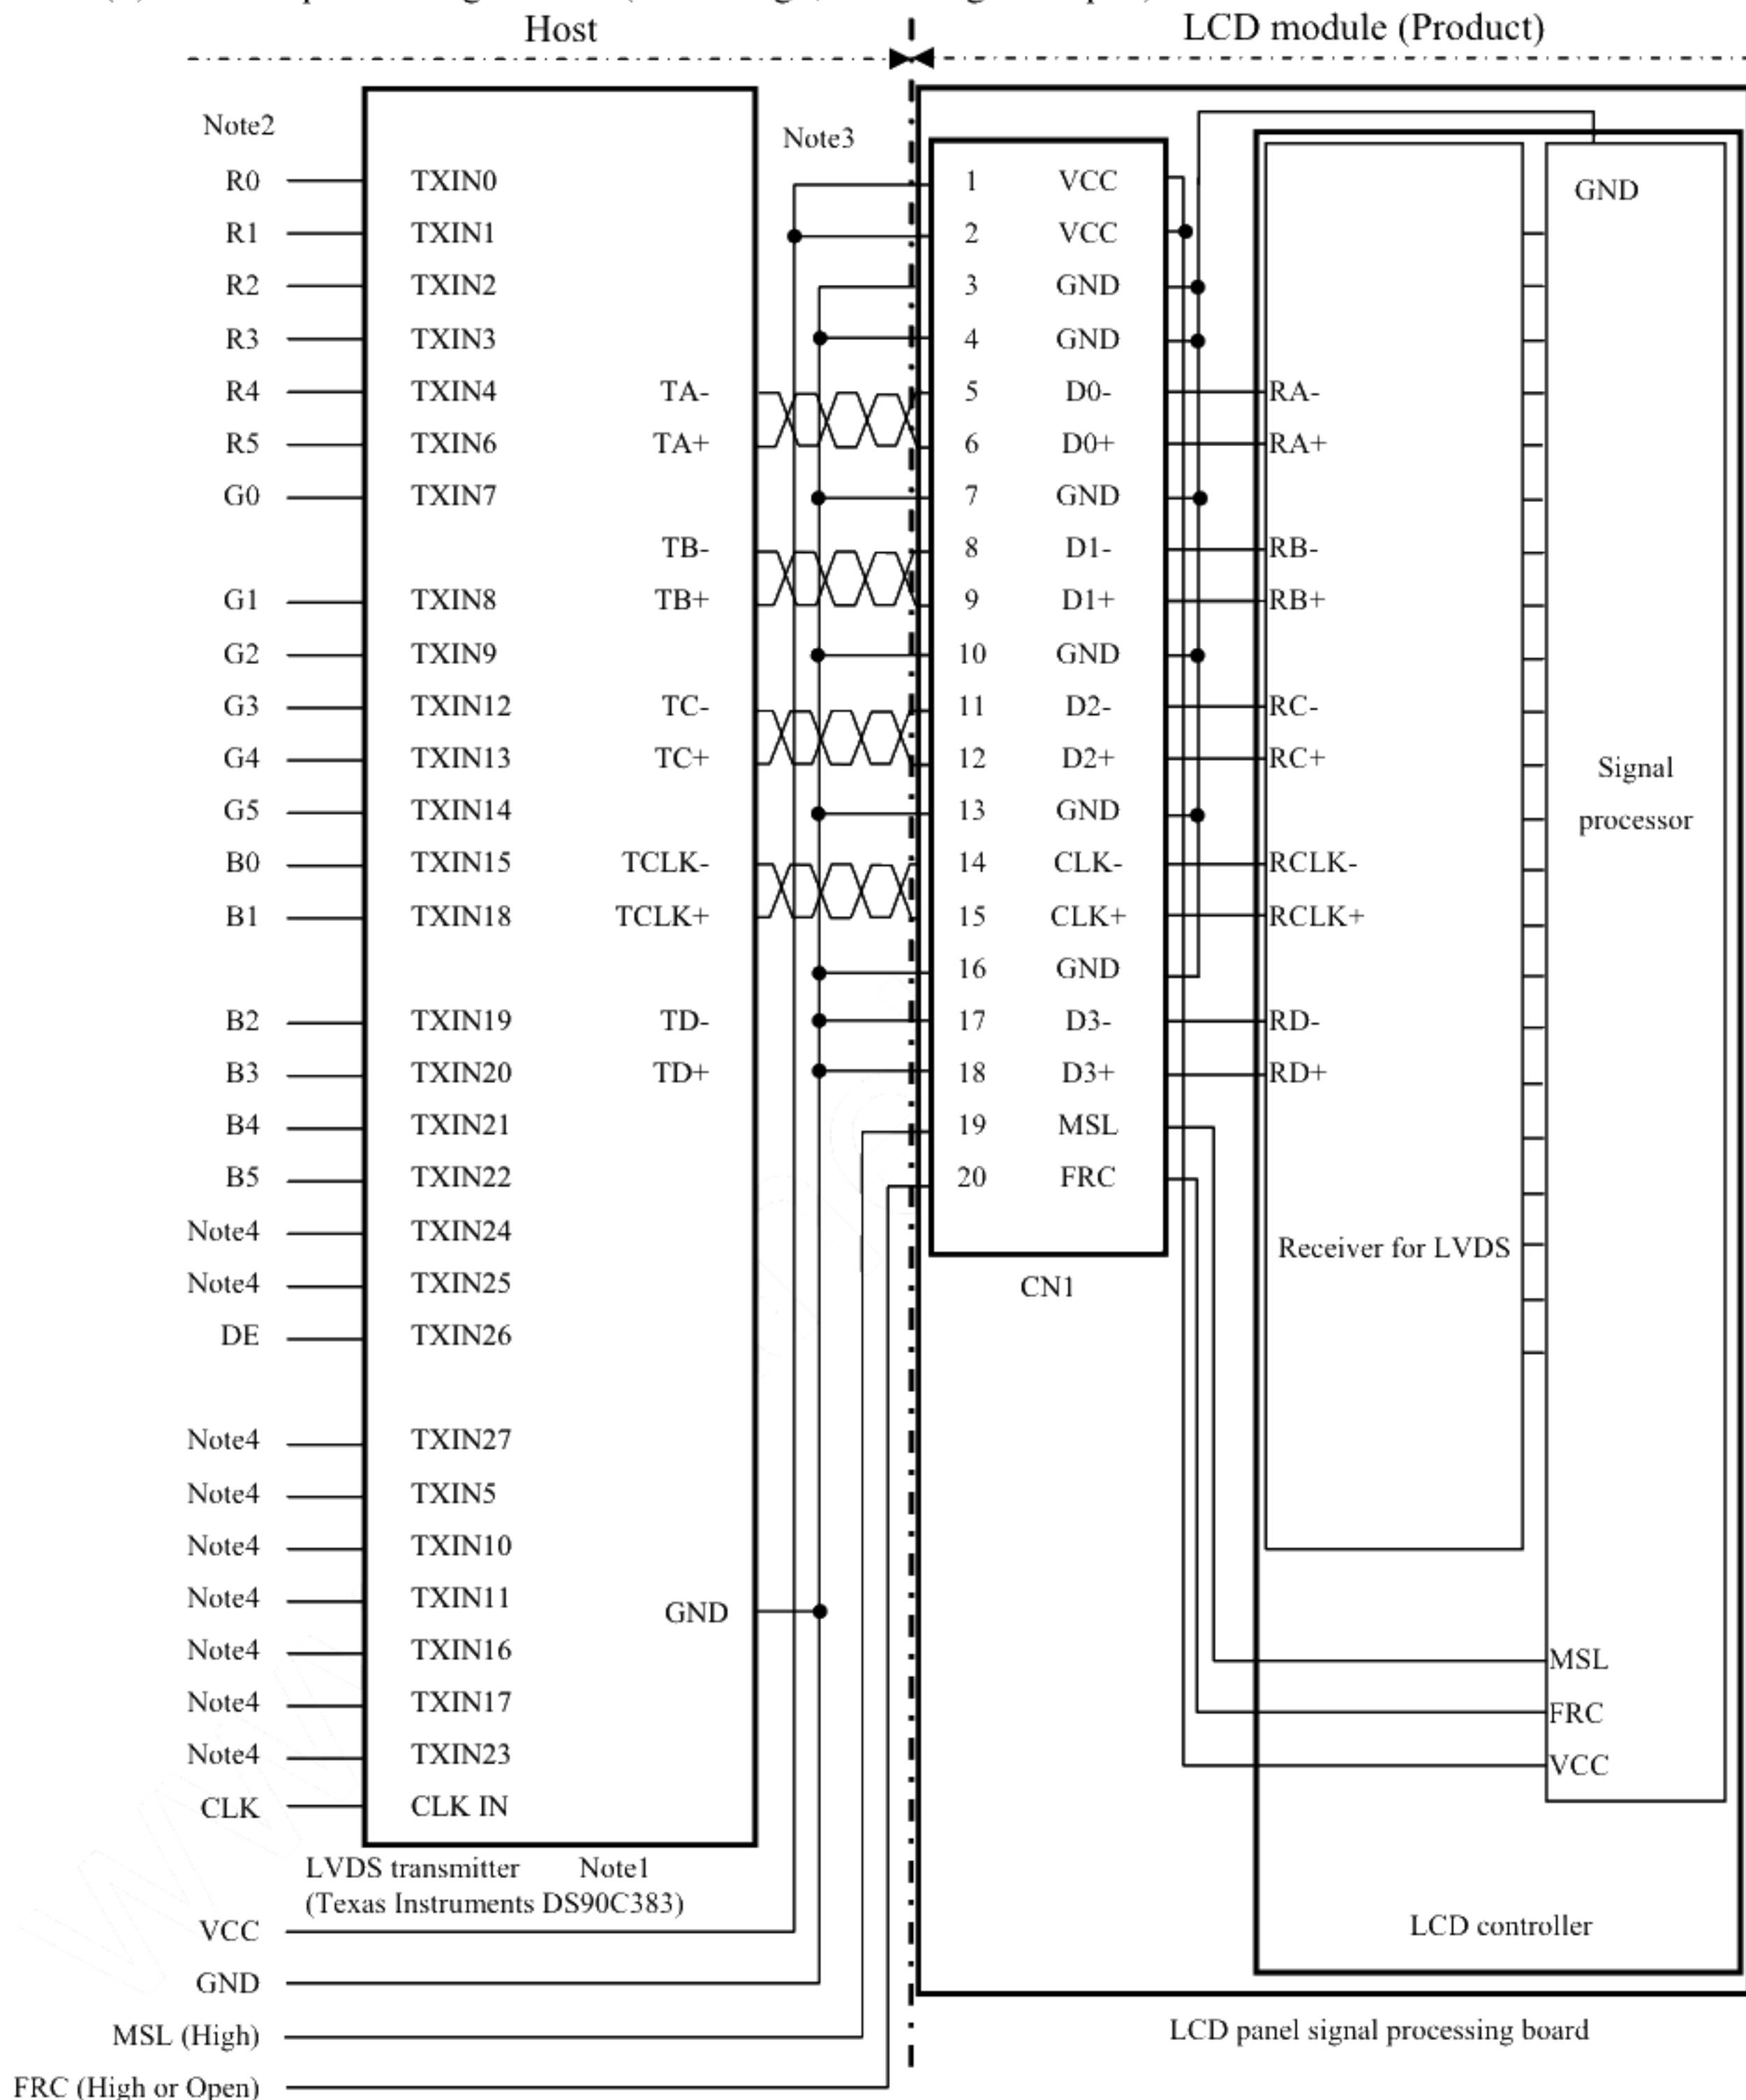 Host
LCD module (Product)
Note2
Note3
R0 TXIN0 1 VCC GND
R1 TXIN1 2 VCC
R2 TXIN2 3 GND
R3 TXIN3 4 GND
R4 TXIN4 TA- 5 D0- RA-
R5 TXIN6 TA+ 6 D0+ RA+
G0 TXIN7 7 GND
TB- 8 D1- RB-
G1 TXIN8 TB+ 9 D1+ RB+
G2 TXIN9 10 GND
G3 TXIN12 TC- 11 D2- RC-
G4 TXIN13 TC+ 12 D2+ RC+ Signal
G5 TXIN14 13 GND processor
B0 TXIN15 TCLK- 14 CLK- RCLK-
B1 TXIN18 TCLK+ 15 CLK+ RCLK+
16 GND
B2 TXIN19 TD- 17 D3- RD-
B3 TXIN20 TD+ 18 D3+ RD+
B4 TXIN21 19 MSL
B5 TXIN22 20 FRC
Note4 TXIN24 Receiver for LVDS
Note4 TXIN25 CN1
DE TXIN26
Note4 TXIN27
Note4 TXIN5
Note4 TXIN10
Note4 TXIN11 GND
Note4 TXIN16 MSL
Note4 TXIN17 FRC
Note4 TXIN23 VCC
CLK CLK IN
LVDS transmitter Note1
(Texas Instruments DS90C383)
VCC LCD controller
GND
MSL (High) LCD panel signal processing board
FRC (High or Open)